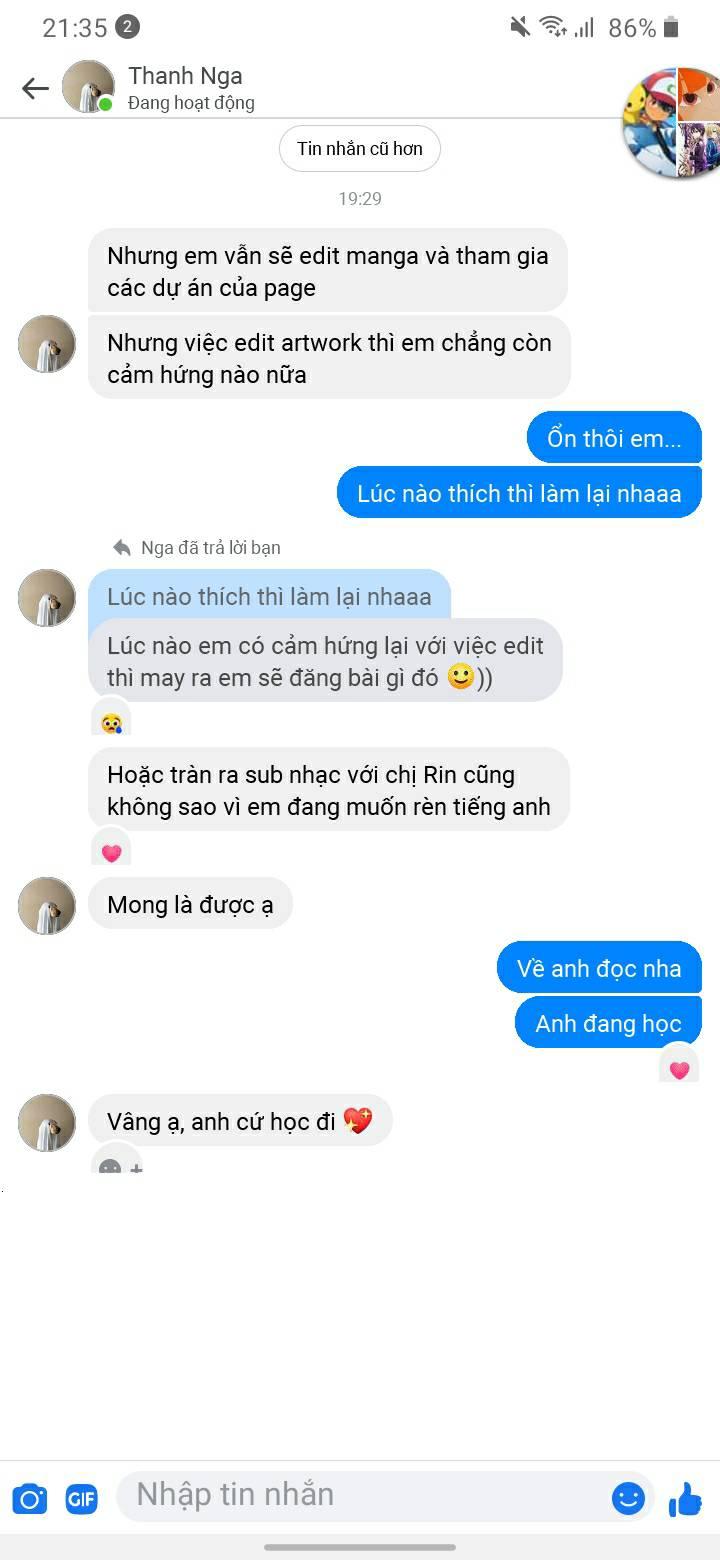 21:35 2 86%
Thanh Nga
Đang hoạt động
Tin nhắn cũ hơn
19:29
Nhưng em vẫn sẽ edit manga và tham gia
các dự án của page
Nhưng việc edit artwork thì em chẳng còn
cảm hứng nào nữa
Ổn thôi em...
Lúc nào thích thì làm lại nhaaa
Nga đã trả lời bạn
Lúc nào thích thì làm lại nhaaa
Lúc nào em có cảm hứng lại với việc edit
thì may ra em sẽ đăng bài gì đó 🙂))
Hoặc tràn ra sub nhạc với chị Rin cũng
không sao vì em đang muốn rèn tiếng anh
Mong là được ạ
Về anh đọc nha
Anh đang học
Vâng ạ, anh cứ học đi 💖
GIF
Nhập tin nhắn